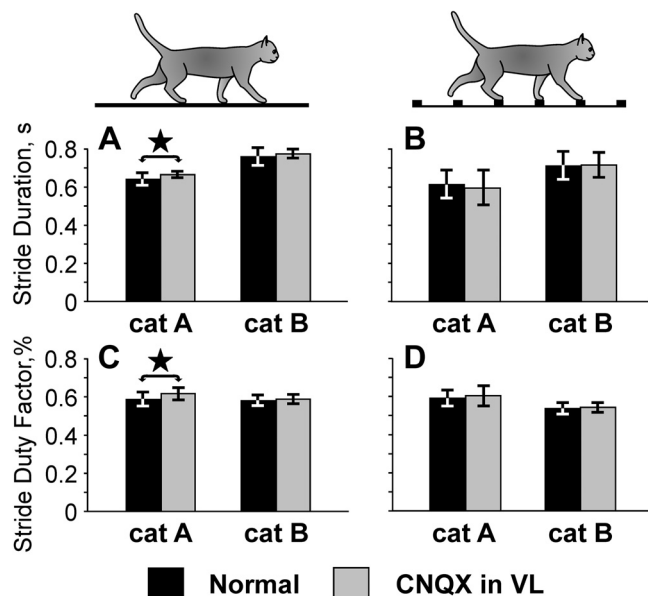 A
B
Stride Duration, s
0.8
0.6
0.4
0.2
0
cat A
cat B
cat A
cat B
C
D
Stride Duty Factor,%
0.8
0.6
0.4
0.2
0
cat A
cat B
cat A
cat B
Normal
CNQX in VL